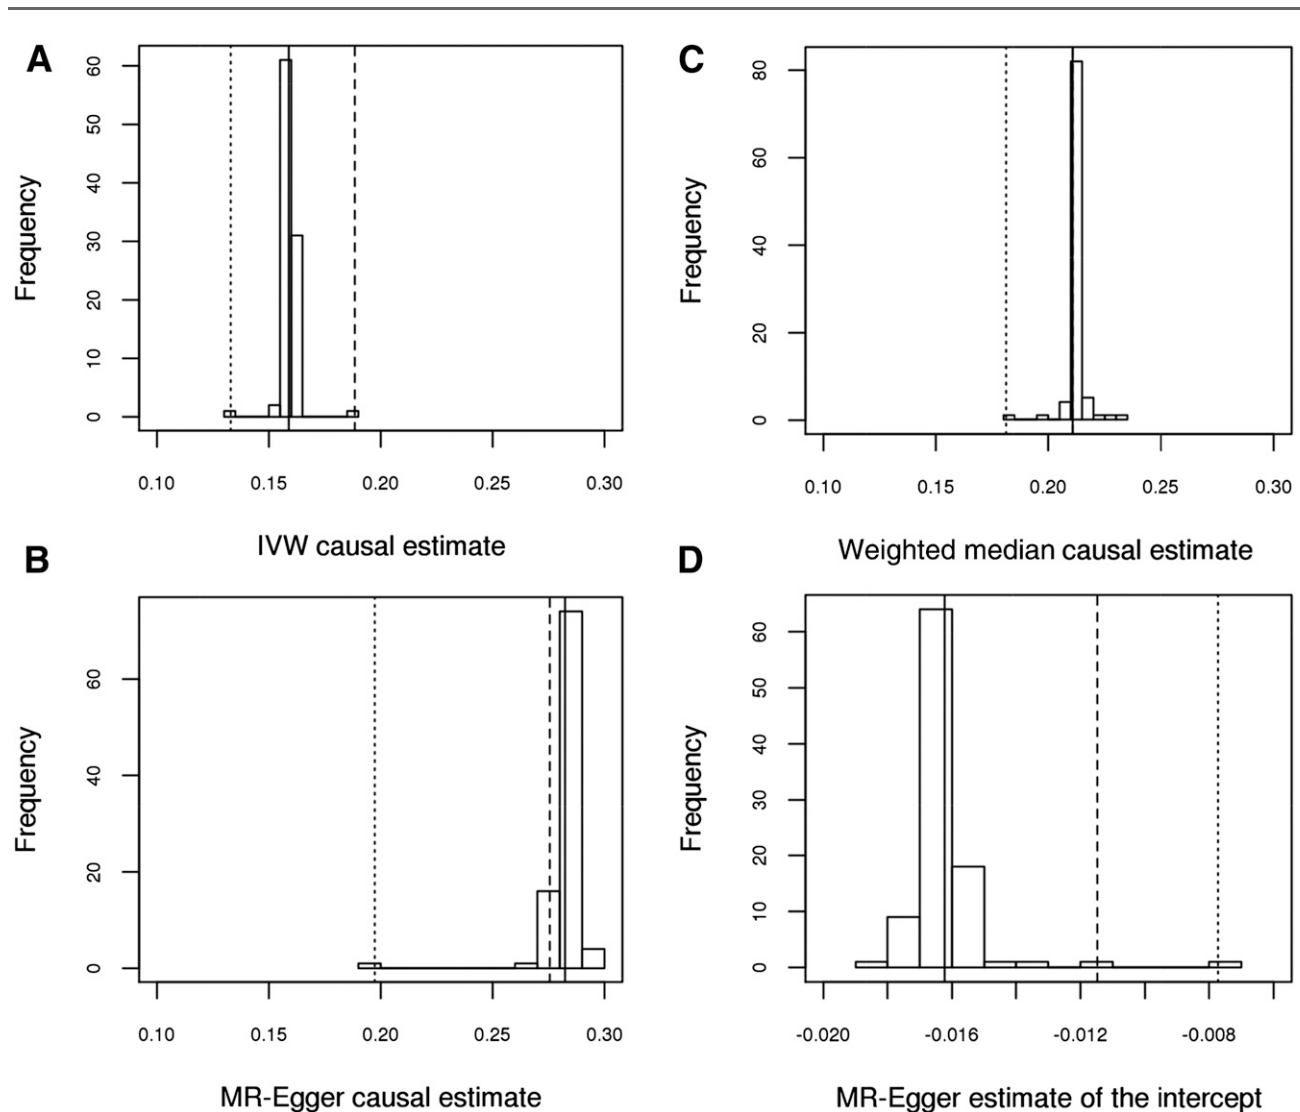 A
Frequency
60
50
40
30
20
10
0
0.10 0.15 0.20 0.25 0.30
IVW causal estimate
C
Frequency
80
60
40
20
0
0.10 0.15 0.20 0.25 0.30
Weighted median causal estimate
B
Frequency
60
40
20
0
0.10 0.15 0.20 0.25 0.30
MR-Egger causal estimate
D
Frequency
60
50
40
30
20
10
0
-0.020 -0.016 -0.012 -0.008
MR-Egger estimate of the intercept